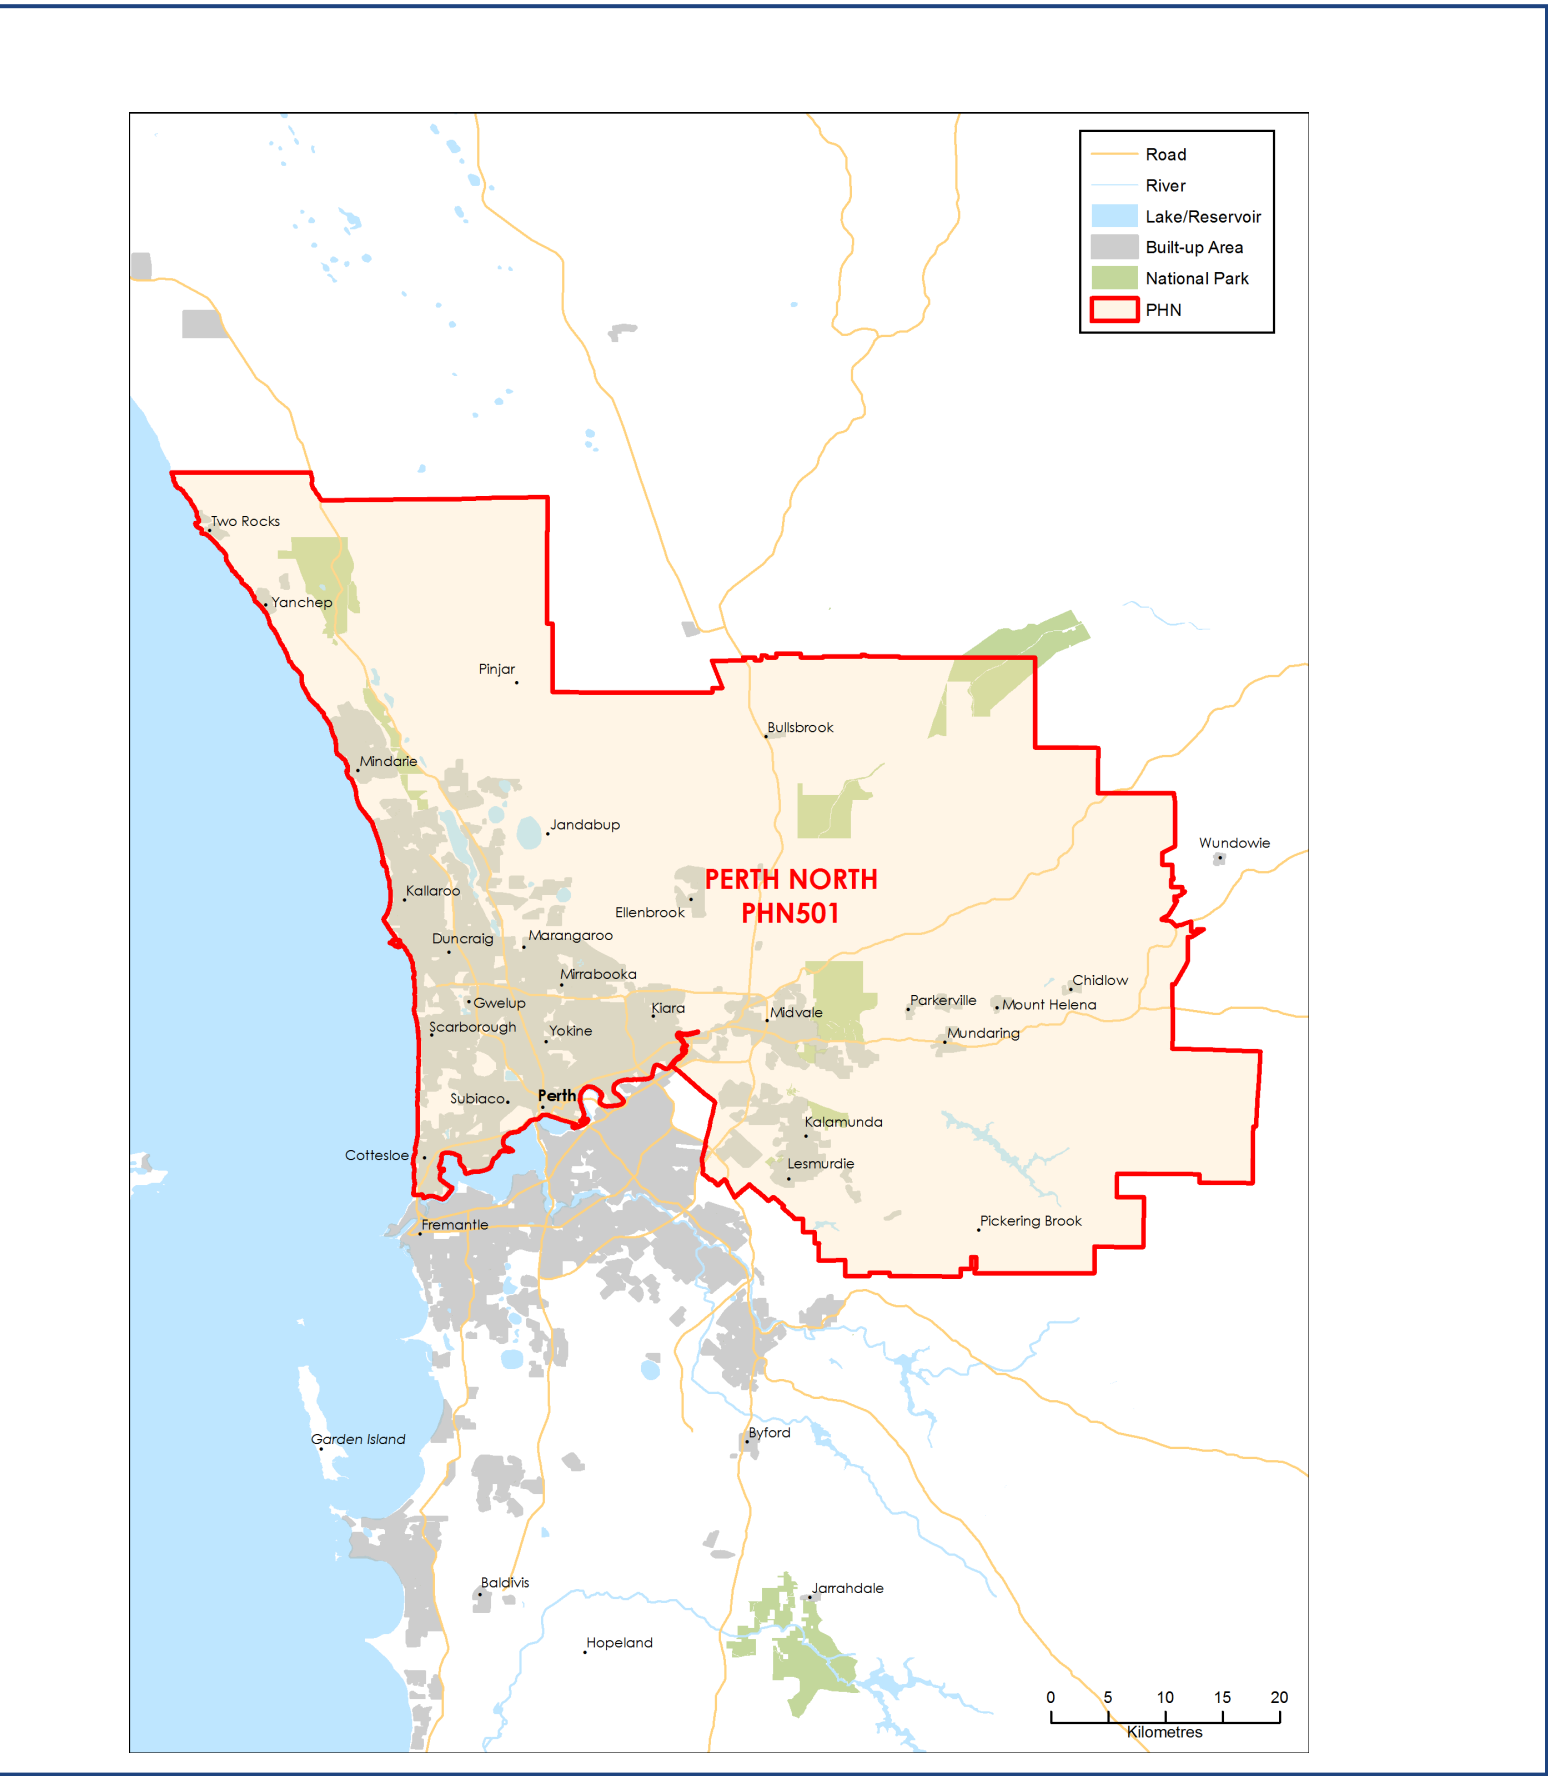 Road
River
Lake/Reservoir
Built-up Area
National Park
PHN
Two Rocks
Yanchep
Pinjar
Bullsbrook
Mindarie
Jandabup
Wundowie
PERTH NORTH
PHN501
Kallaroo
Ellenbrook
Duncraig
Marangaroo
Mirrabooka
Chidlow
Gwelup
Kiara
Midvale
Parkerville
Mount Helena
Scarborough
Yokine
Mundaring
Subiaco
Perth
Kalamunda
Cottesloe
Lesmurdie
Fremantle
Pickering Brook
Garden Island
Byford
Baldivis
Jarrahdale
Hopeland
0 5 10 15 20
Kilometres